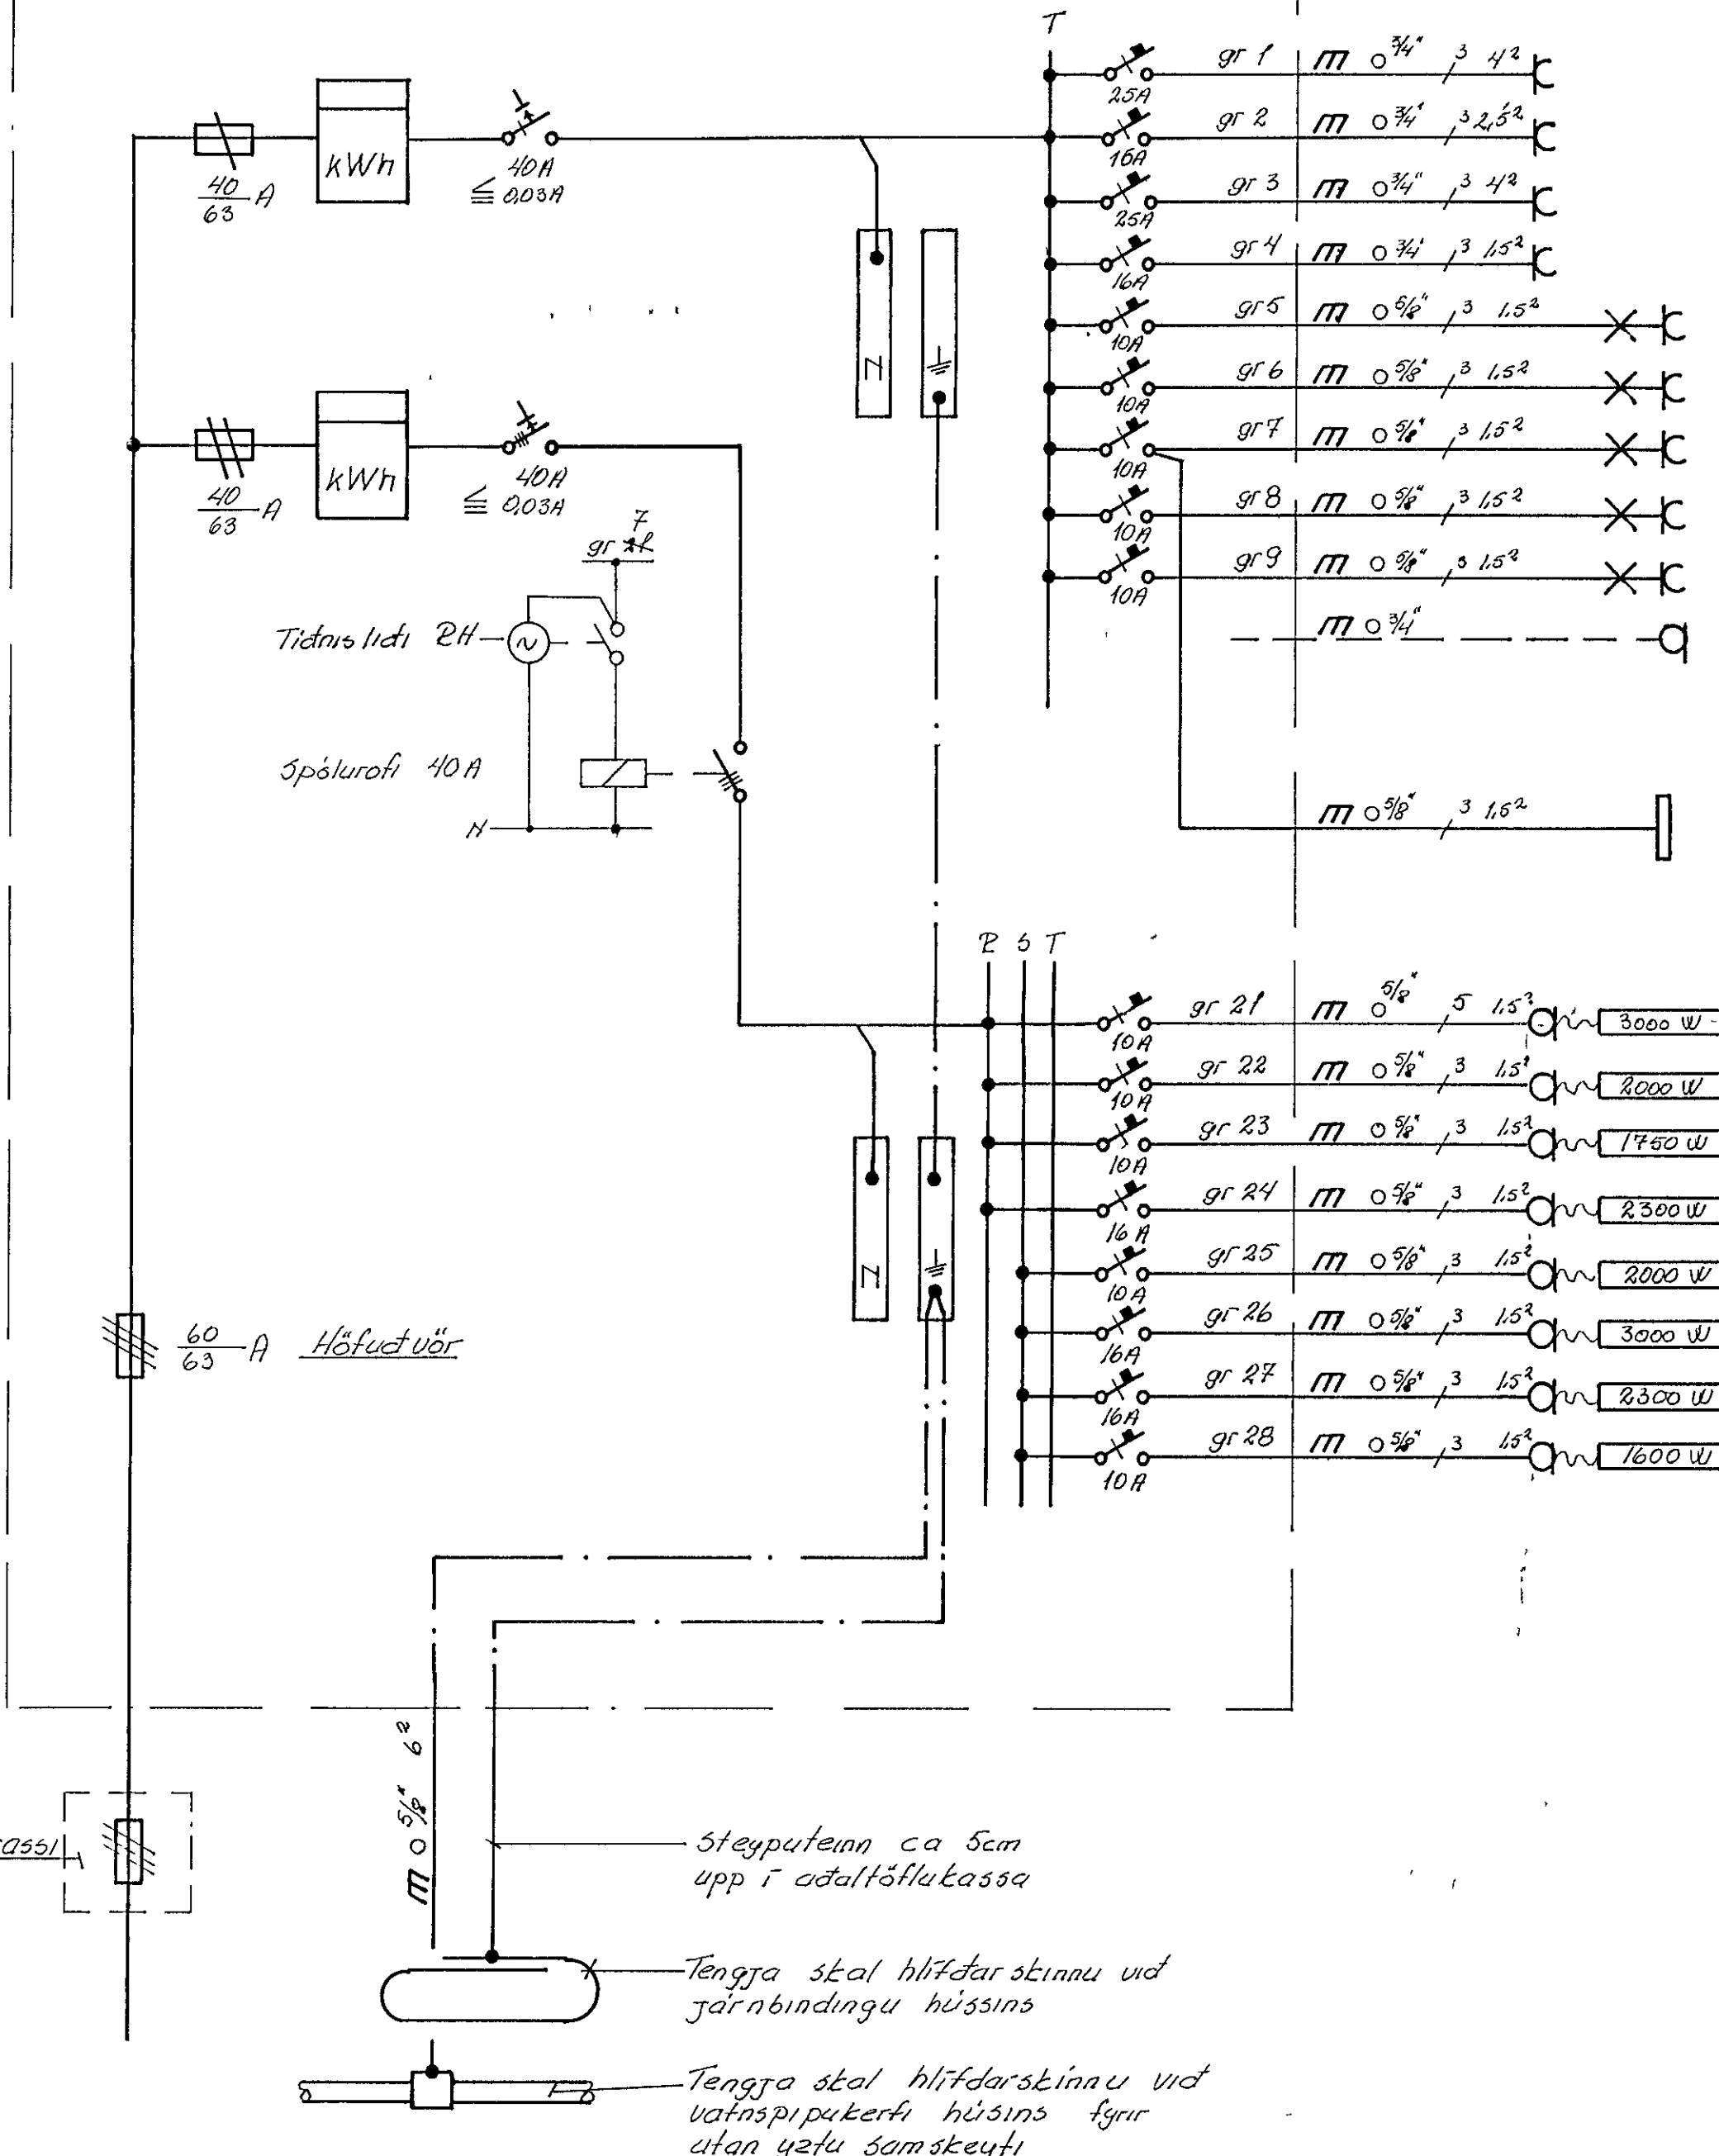 T
gr 1 m ○ 3/4" 3 4²
25A
gr 2 m ○ 3/4" 3 2,5²
16A
gr 3 m ○ 3/4" 3 4²
25A
gr 4 m ○ 3/4" 3 1,5²
16A
gr 5 m ○ 5/8" 3 1.5²
10A
gr 6 m ○ 5/8" 3 1,5²
10A
gr 7 m ○ 5/8" 3 1,5²
10A
gr 8 m ○ 5/8" 3 1,5²
10A
gr 9 m ○ 5/8" 3 1.5²
10A
m ○ 3/4"
m ○ 5/8" 3 1,5²
kWh
40/63 A
40A
≦ 0,03A
N
kWh
40/63 A
40A
≦ 0,03A
7
gr
Tíðnisliði RH
Spólurofi 40A
N
R S T
gr 21 m ○ 5/8" 5 1,5² 3000 W
10A
gr 22 m ○ 5/8" 3 1.5² 2000 W
10A
gr 23 m ○ 5/8" 3 1.5² 1750 W
10A
gr 24 m ○ 5/8" 3 1.5² 2300 W
16A
gr 25 m ○ 5/8" 3 1.5² 2000 W
10A
gr 26 m ○ 5/8" 3 1.5² 3000 W
16A
gr 27 m ○ 5/8" 3 1.5² 2300 W
16A
gr 28 m ○ 5/8" 3 1.5² 1600 W
10A
N
60/63 A Höfuðvör
m ○ 5/8" 6²
assi
Steyputeinn ca 5cm
upp í aðaltöflukassa
Tengja skal hlífðarskinnu við
járnbindingu hússins
Tengja skal hlífðarskinnu við
vatnspípukerfi húsins fyrir
utan yztu samskeyti